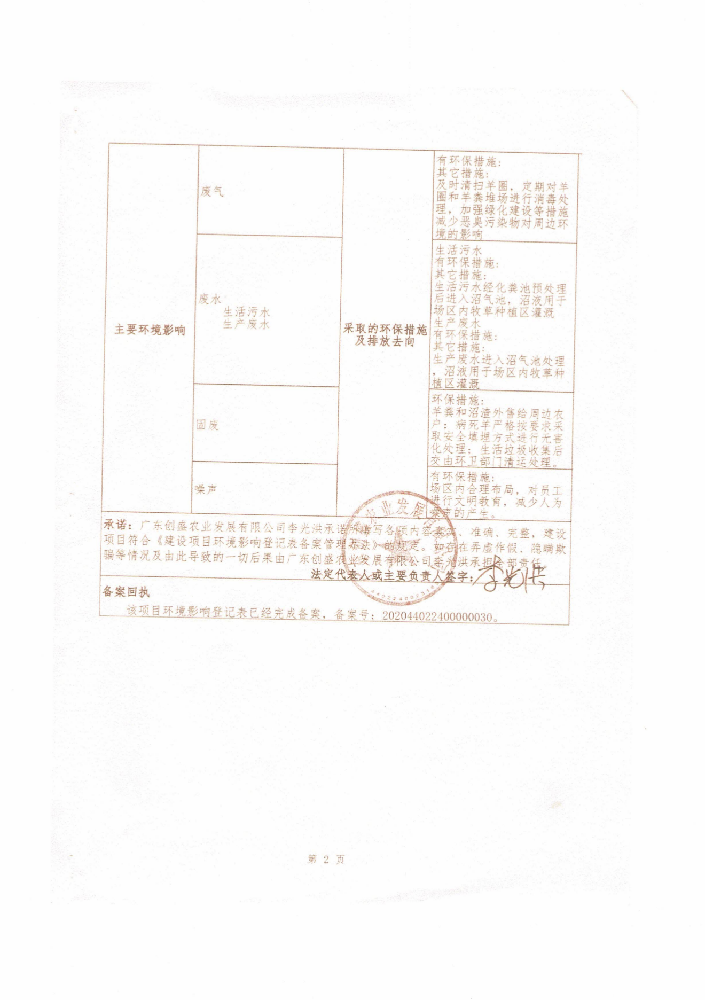 主要环境影响
废气
采取的环保措施
及排放去向
有环保措施:
其它措施:
及时清扫羊圈，定期对羊
圈和羊粪堆场进行消毒处
理，加强绿化建设等措施
减少恶臭污染物对周边环
境的影响
废水
生活污水
生产废水
生活污水
有环保措施:
其它措施:
生活污水经化粪池预处理
后进入沼气池，沼液用于
场区内牧草种植区灌溉
生产废水
有环保措施:
其它措施:
生产废水进入沼气池处理
，沼液用于场区内牧草种
植区灌溉
固废
环保措施:
羊粪和沼渣外售给周边农
户；病死羊严格按要求采
取安全填埋方式进行无害
化处理；生活垃圾收集后
交由环卫部门清运处理。
噪声
有环保措施:
场区内合理布局，对员工
进行文明教育，减少人为
噪声的产生。
承诺：广东创盛农业发展有限公司李光洪承诺所填写各项内容真实、准确、完整，建设
项目符合《建设项目环境影响登记表备案管理办法》的规定。如存在弄虚作假、隐瞒欺
骗等情况及由此导致的一切后果由广东创盛农业发展有限公司李光洪承担全部责任。
法定代表人或主要负责人签字: 李光洪
备案回执
该项目环境影响登记表已经完成备案，备案号: 202044022400000030。
农业发展
第 2 页